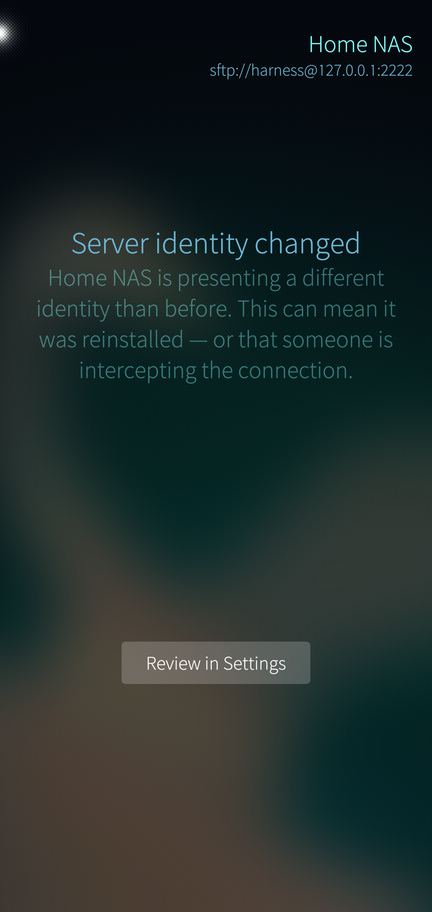 Home NAS
sftp://harness@127.0.0.1:2222
Server identity changed
Home NAS is presenting a different
identity than before. This can mean it
was reinstalled — or that someone is
intercepting the connection.
Review in Settings